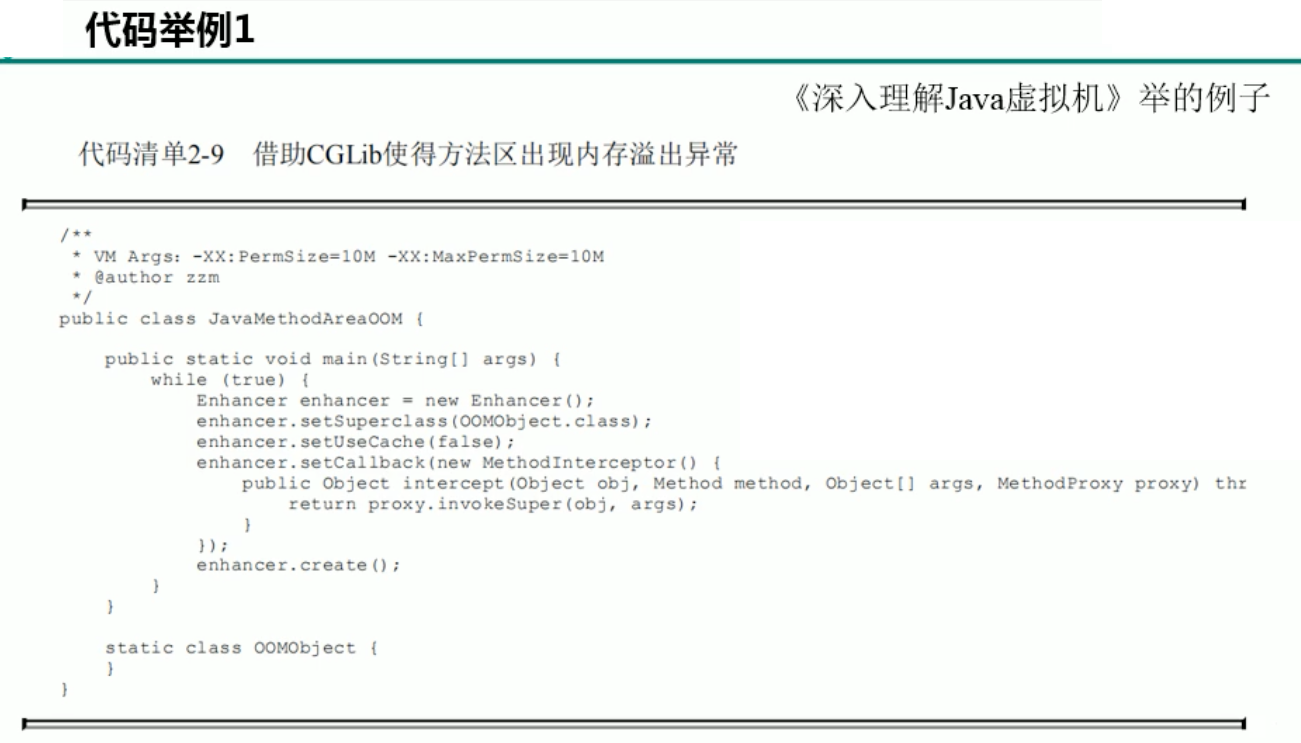 代码举例1
《深入理解Java虚拟机》举的例子
代码清单2-9 借助CGLib使得方法区出现内存溢出异常
/**
 * VM Args: -XX:PermSize=10M -XX:MaxPermSize=10M
 * @author zzm
 */
public class JavaMethodAreaOOM {
    public static void main(String[] args) {
        while (true) {
            Enhancer enhancer = new Enhancer();
            enhancer.setSuperclass(OOMObject.class);
            enhancer.setUseCache(false);
            enhancer.setCallback(new MethodInterceptor() {
                public Object intercept(Object obj, Method method, Object[] args, MethodProxy proxy) thr
                    return proxy.invokeSuper(obj, args);
                }
            });
            enhancer.create();
        }
    }
    static class OOMObject {
    }
}